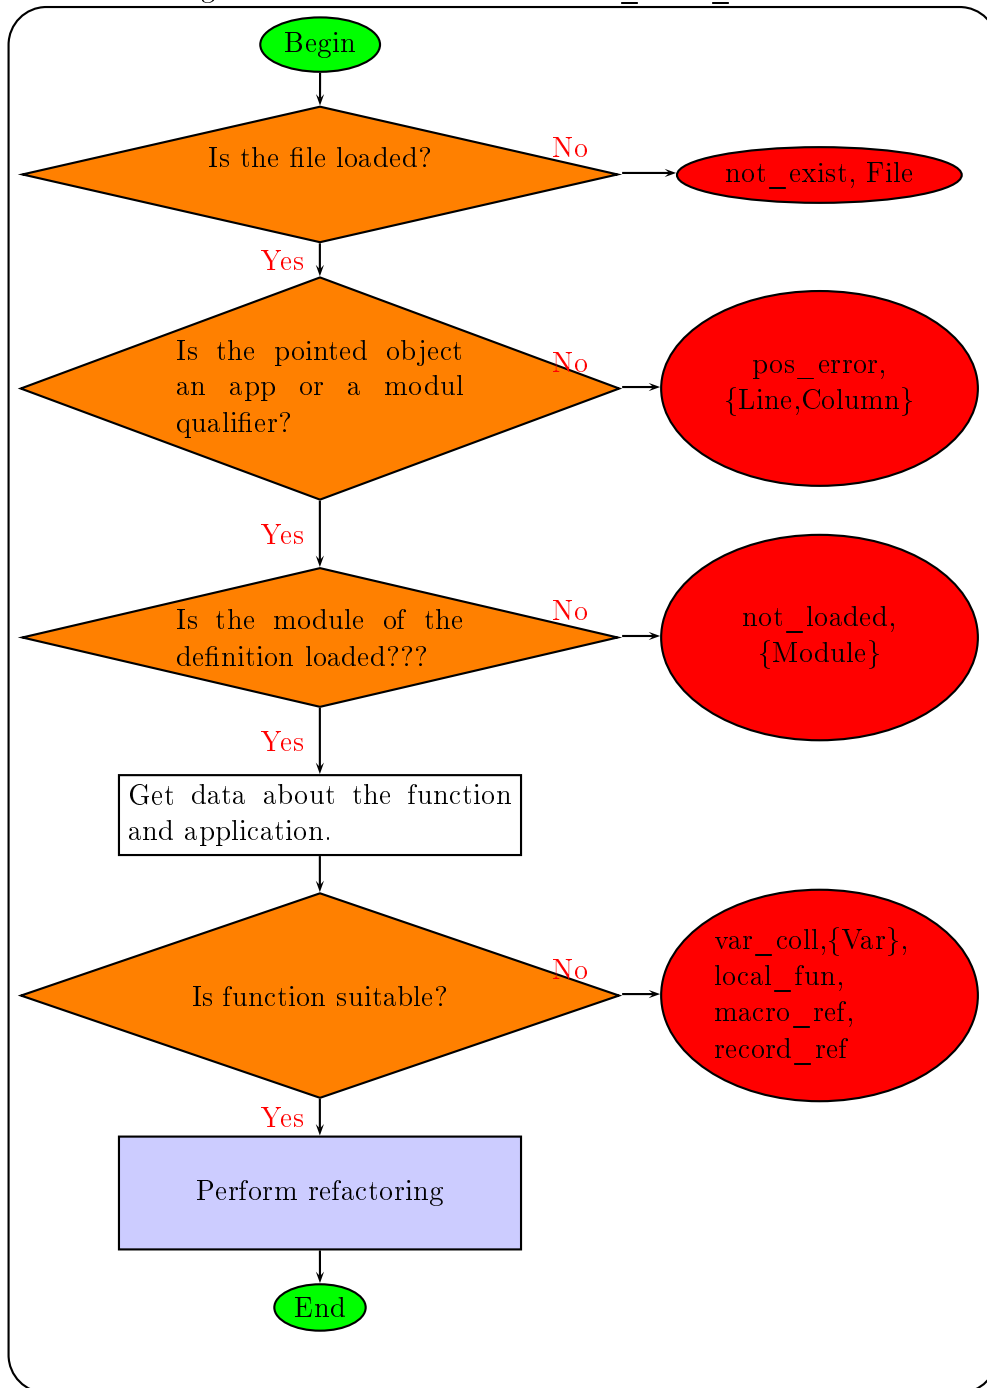 Begin
Is the file loaded?
No
not_exist, File
Yes
Is the pointed object
an app or a modul
qualifier?
No
pos_error,
{Line,Column}
Yes
Is the module of the
definition loaded???
No
not_loaded,
{Module}
Yes
Get data about the function
and application.
Is function suitable?
No
var_coll,{Var},
local_fun,
macro_ref,
record_ref
Yes
Perform refactoring
End